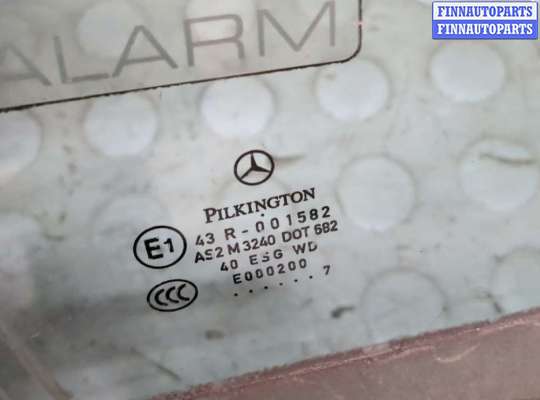 FINNAUTOPARTS
FINNAUTOPARTS
ALARM
PILKINGTON
E1
43 R-001582
AS2 M3240 DOT 682
40 ESG WD
E000200
. . . . . . 7
CCC